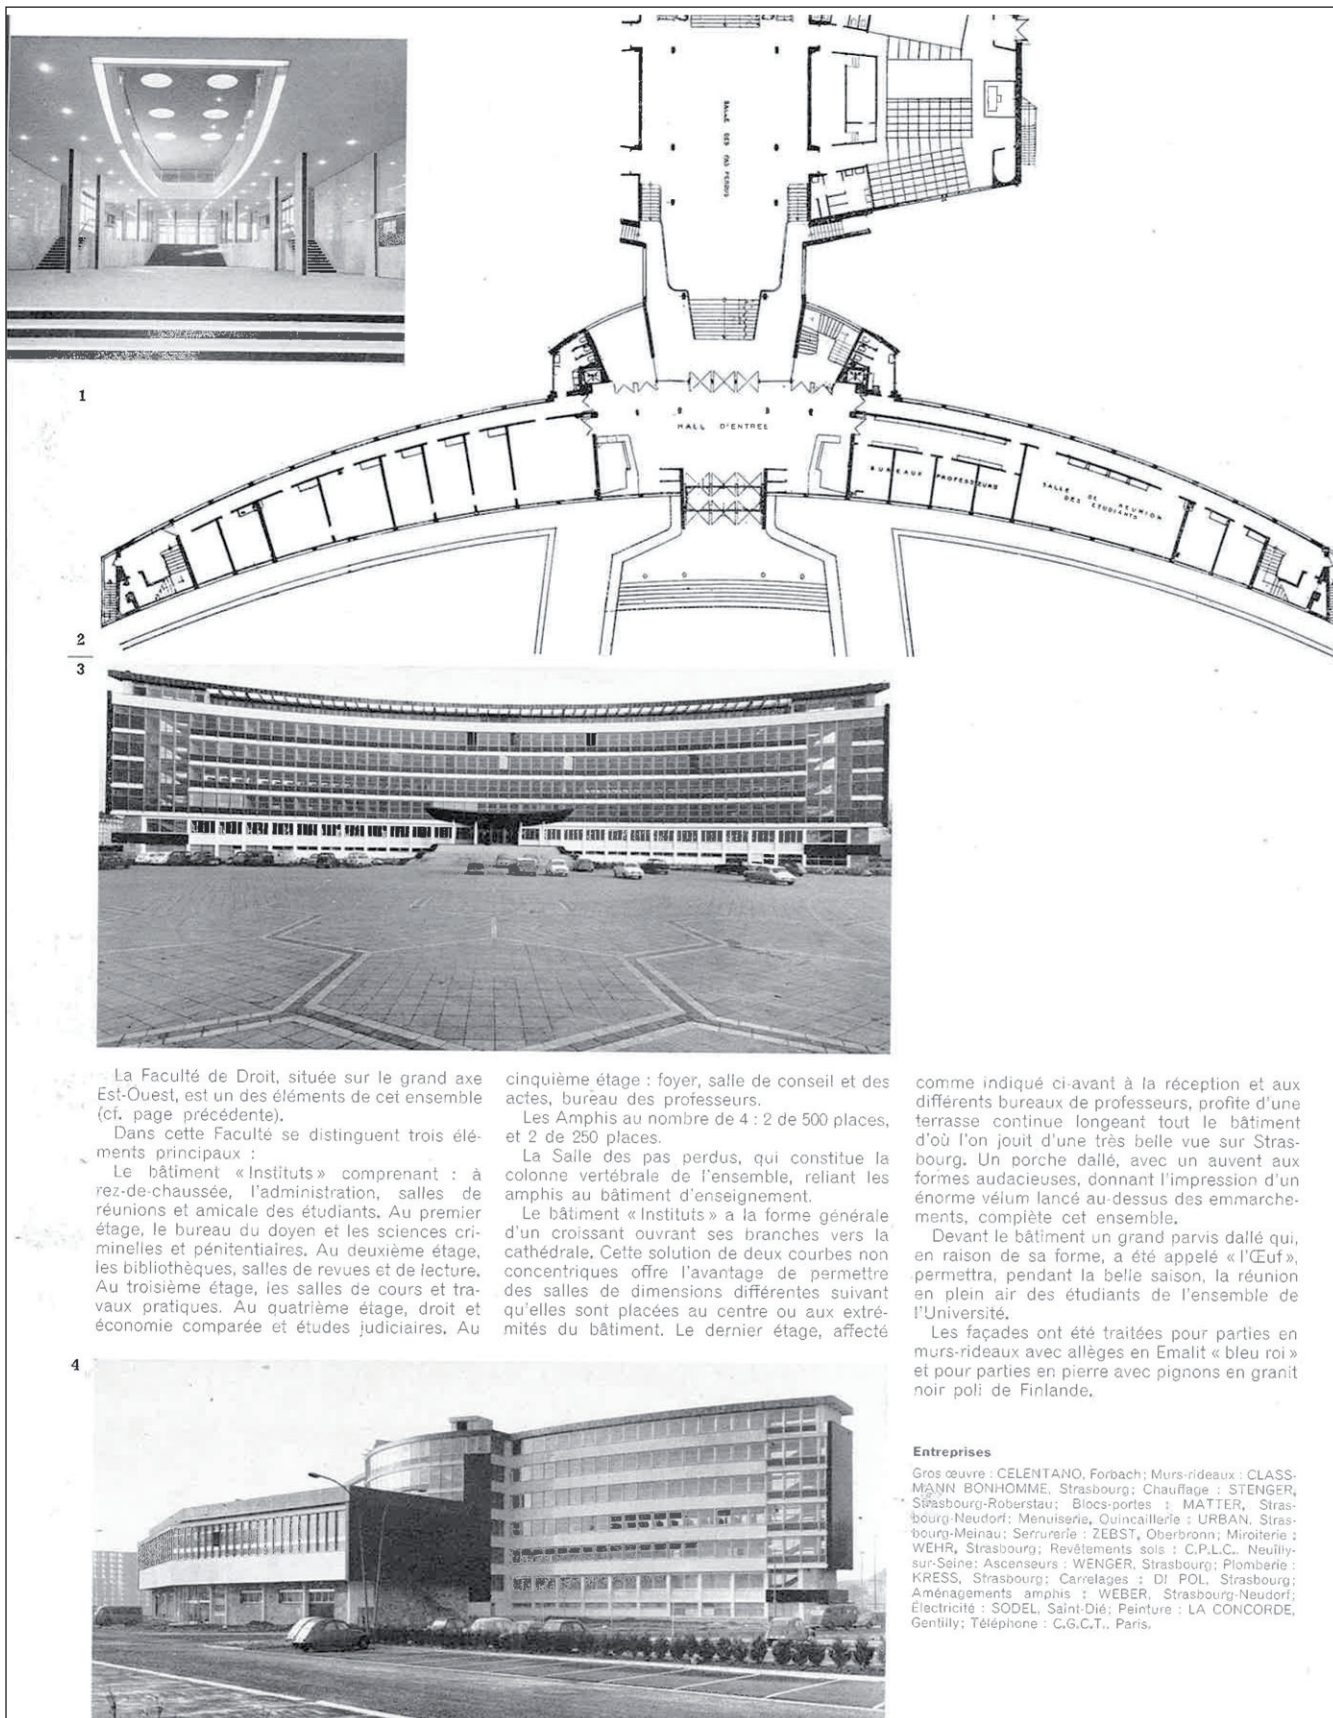 SALLE DES PAS PERDUS
1
HALL D'ENTREE
BUREAUX PROFESSEURS
SALLE DE REUNION
DES ETUDIANTS
2
3
La Faculté de Droit, située sur le grand axe
Est-Ouest, est un des éléments de cet ensemble
(cf. page précédente).
Dans cette Faculté se distinguent trois élé-
ments principaux :
Le bâtiment « Instituts » comprenant : à
rez-de-chaussée, l'administration, salles de
réunions et amicale des étudiants. Au premier
étage, le bureau du doyen et les sciences cri-
minelles et pénitentiaires. Au deuxième étage,
les bibliothèques, salles de revues et de lecture.
Au troisième étage, les salles de cours et tra-
vaux pratiques. Au quatrième étage, droit et
économie comparée et études judiciaires. Au
cinquième étage : foyer, salle de conseil et des
actes, bureau des professeurs.
Les Amphis au nombre de 4 : 2 de 500 places,
et 2 de 250 places.
La Salle des pas perdus, qui constitue la
colonne vertébrale de l'ensemble, reliant les
amphis au bâtiment d'enseignement.
Le bâtiment « Instituts » a la forme générale
d'un croissant ouvrant ses branches vers la
cathédrale. Cette solution de deux courbes non
concentriques offre l'avantage de permettre
des salles de dimensions différentes suivant
qu'elles sont placées au centre ou aux extré-
mités du bâtiment. Le dernier étage, affecté
comme indiqué ci-avant à la réception et aux
différents bureaux de professeurs, profite d'une
terrasse continue longeant tout le bâtiment
d'où l'on jouit d'une très belle vue sur Stras-
bourg. Un porche dallé, avec un auvent aux
formes audacieuses, donnant l'impression d'un
énorme vélum lancé au-dessus des emmarche-
ments, complète cet ensemble.
Devant le bâtiment un grand parvis dallé qui,
en raison de sa forme, a été appelé « l'Œuf »,
permettra, pendant la belle saison, la réunion
en plein air des étudiants de l'ensemble de
l'Université.
Les façades ont été traitées pour parties en
murs-rideaux avec allèges en Emalit « bleu roi »
et pour parties en pierre avec pignons en granit
noir poli de Finlande.
4
Entreprises
Gros œuvre : CELENTANO, Forbach; Murs-rideaux : CLASS-
MANN BONHOMME, Strasbourg; Chauffage : STENGER,
Strasbourg-Roberstau; Blocs-portes : MATTER, Stras-
bourg-Neudorf; Menuiserie, Quincaillerie : URBAN, Stras-
bourg-Meinau; Serrurerie : ZEBST, Oberbronn; Miroiterie :
WEHR, Strasbourg; Revêtements sols : C.P.L.C., Neuilly-
sur-Seine; Ascenseurs : WENGER, Strasbourg; Plomberie :
KRESS, Strasbourg; Carrelages : DI POL, Strasbourg;
Aménagements amphis : WEBER, Strasbourg-Neudorf;
Électricité : SODEL, Saint-Dié; Peinture : LA CONCORDE,
Gentilly; Téléphone : C.G.C.T., Paris.